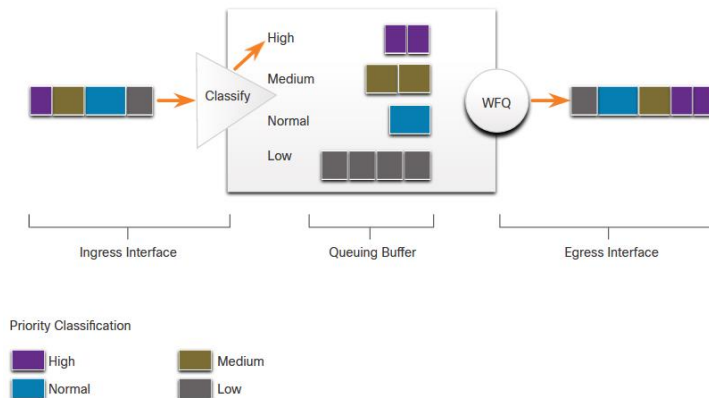 High
Medium
Normal
Low
Classify
WFQ
Ingress Interface
Queuing Buffer
Egress Interface
Priority Classification
High
Medium
Normal
Low